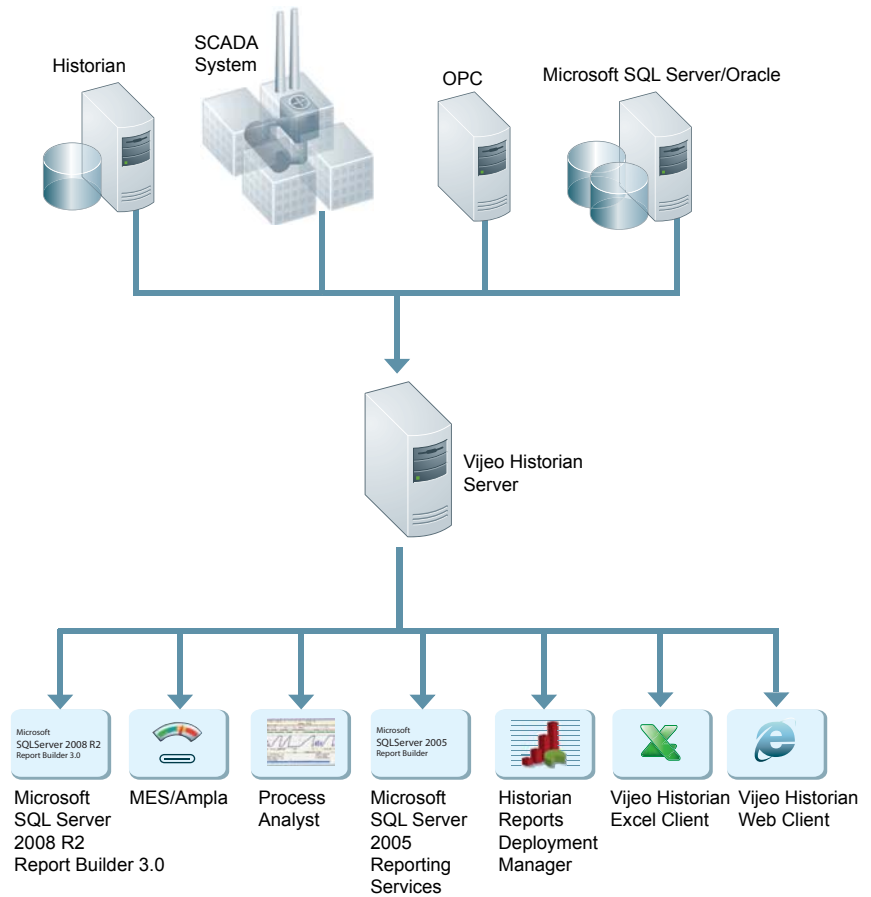 Historian
SCADA
System
OPC
Microsoft SQL Server/Oracle
Vijeo Historian
Server
Microsoft
SQLServer 2008 R2
Report Builder 3.0
Microsoft
SQLServer 2005
Report Builder
Microsoft
SQL Server
2008 R2
Report Builder 3.0
MES/Ampla
Process
Analyst
Microsoft
SQL Server
2005
Reporting
Services
Historian
Reports
Deployment
Manager
Vijeo Historian
Excel Client
Vijeo Historian
Web Client